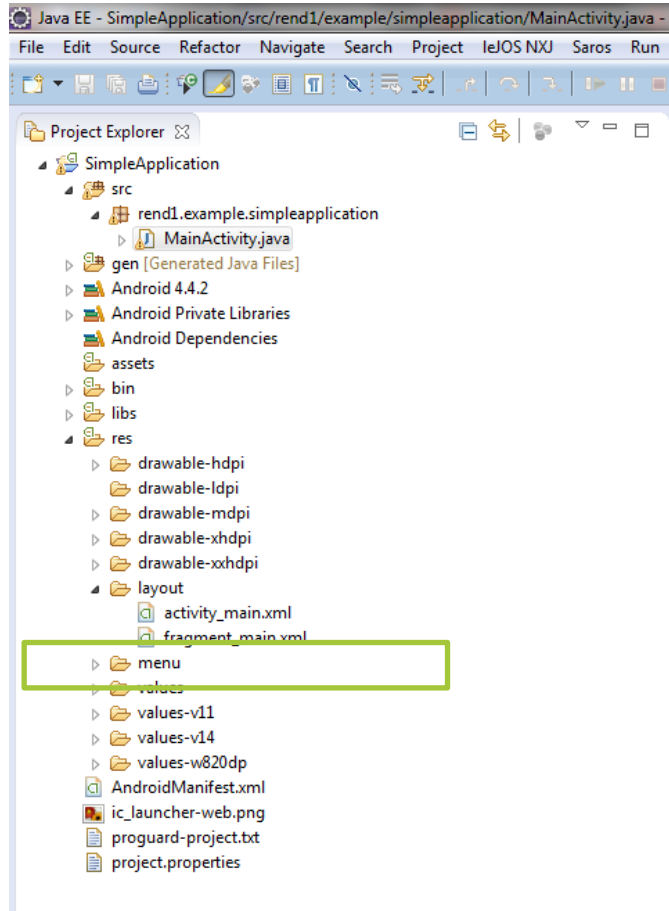 Java EE - SimpleApplication/src/rend1/example/simpleapplication/MainActivity.java -
File Edit Source Refactor Navigate Search Project leJOS NXJ Saros Run
Project Explorer
SimpleApplication
src
rend1.example.simpleapplication
MainActivity.java
gen [Generated Java Files]
Android 4.4.2
Android Private Libraries
Android Dependencies
assets
bin
libs
res
drawable-hdpi
drawable-ldpi
drawable-mdpi
drawable-xhdpi
drawable-xxhdpi
layout
activity_main.xml
fragment_main.xml
menu
values
values-v11
values-v14
values-w820dp
AndroidManifest.xml
ic_launcher-web.png
proguard-project.txt
project.properties